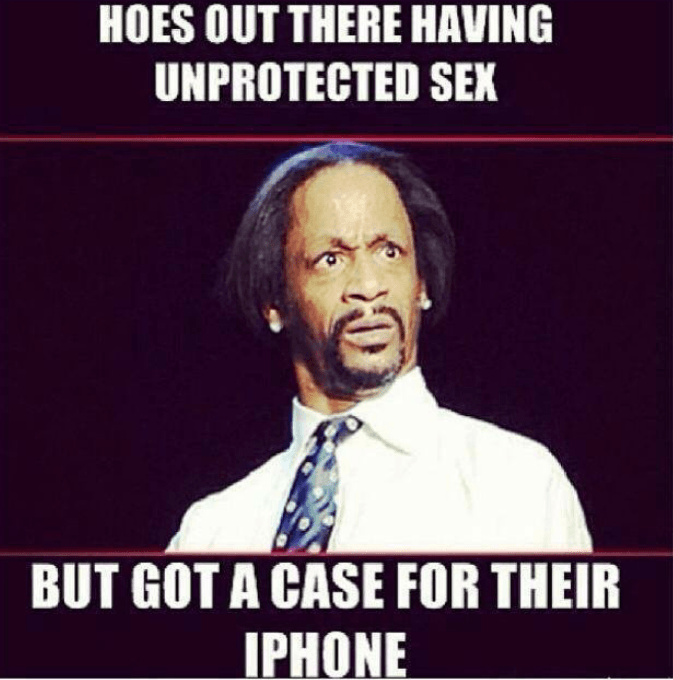 HOES OUT THERE HAVING
UNPROTECTED SEX
BUT GOT A CASE FOR THEIR
IPHONE